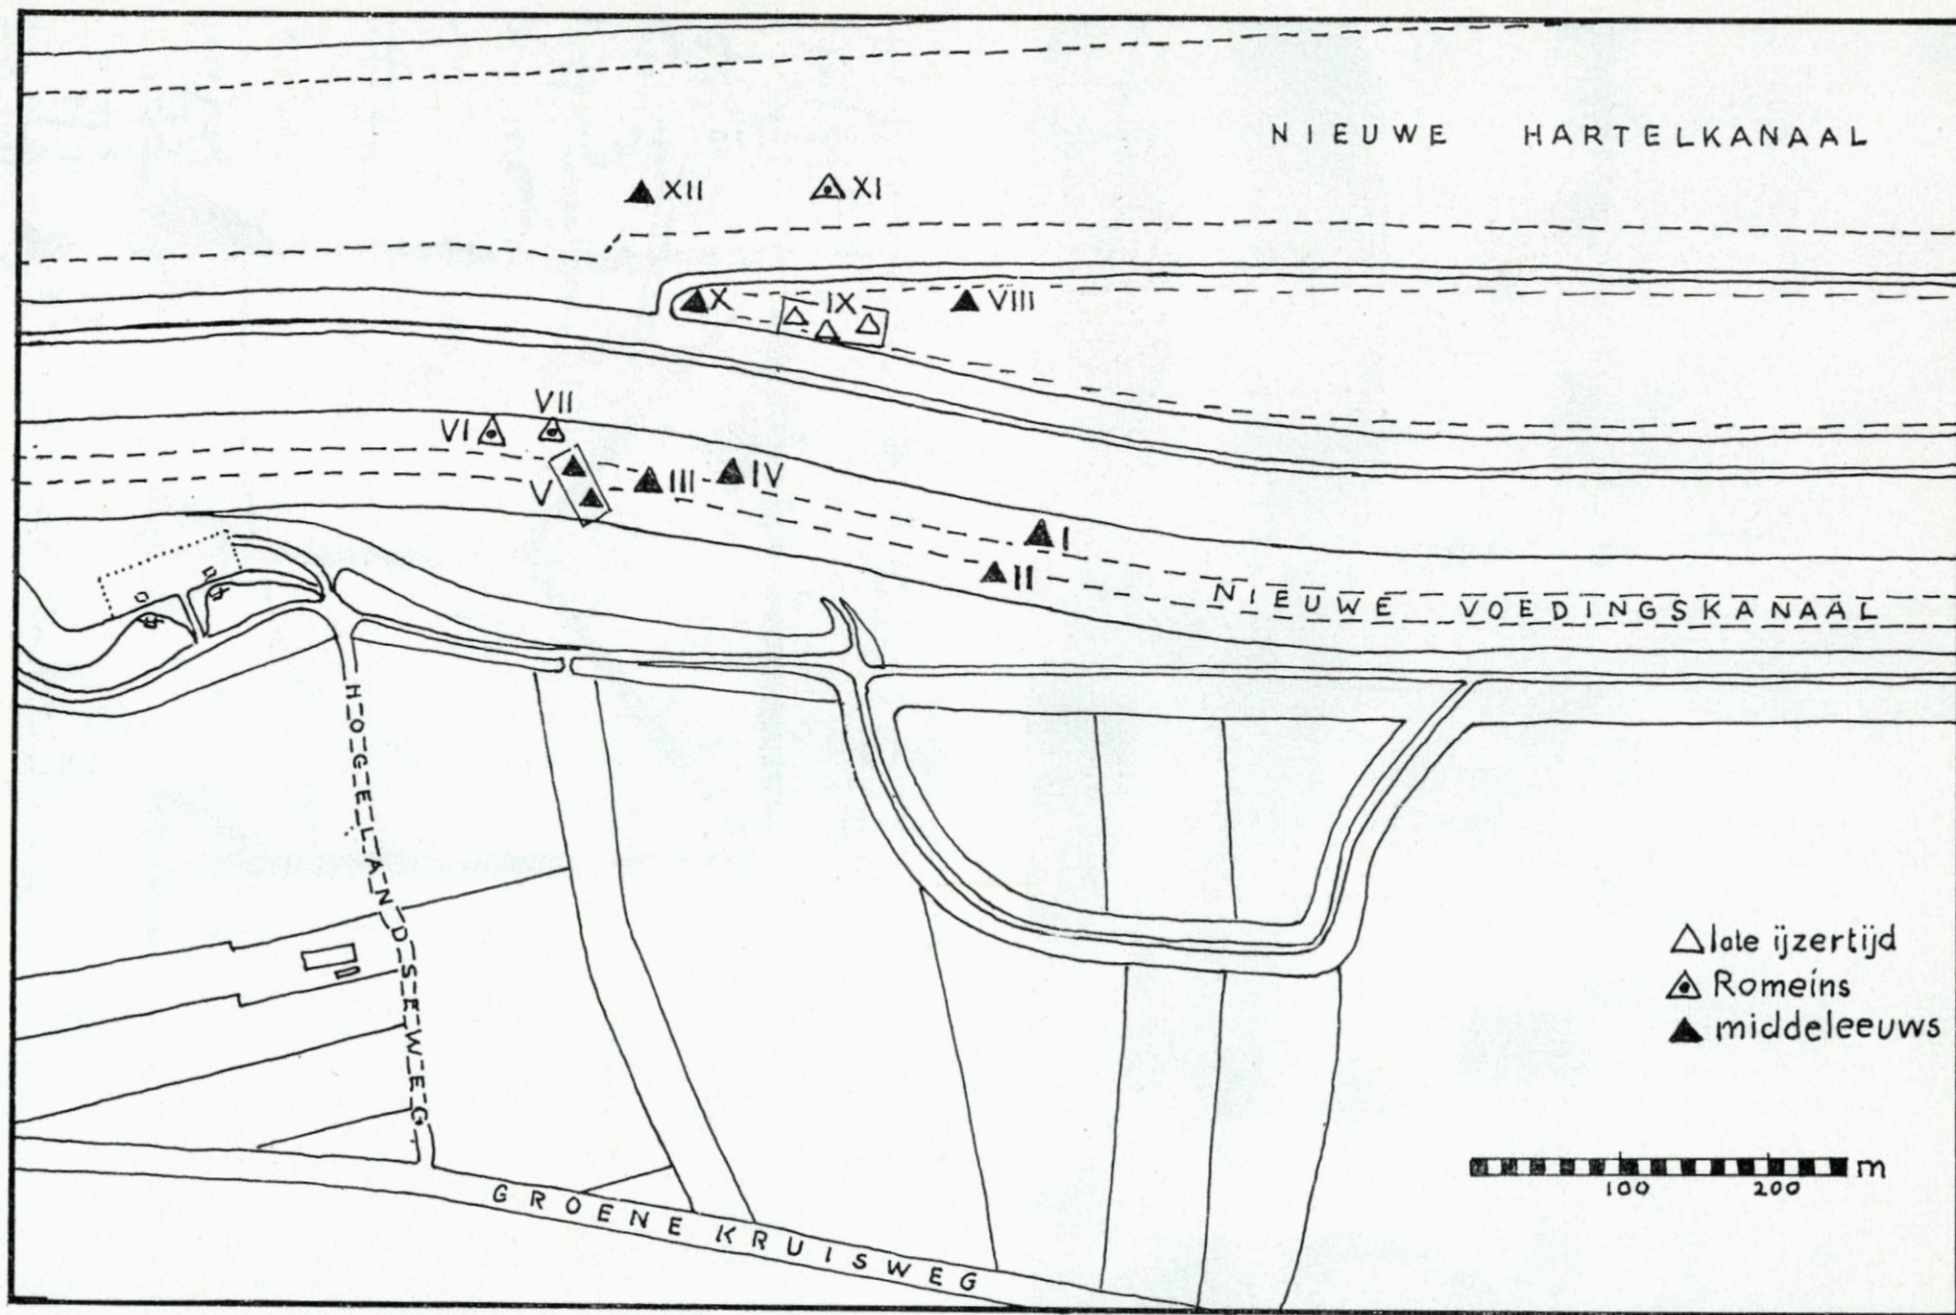 NIEUWE HARTELKANAAL
XII
XI
X
IX
VIII
VII
VI
V
III
IV
I
II
NIEUWE VOEDINGSKANAAL
HOGELANDSEWEG
late ijzertijd
Romeins
middeleeuws
m
100 200
GROENE KRUISWEG